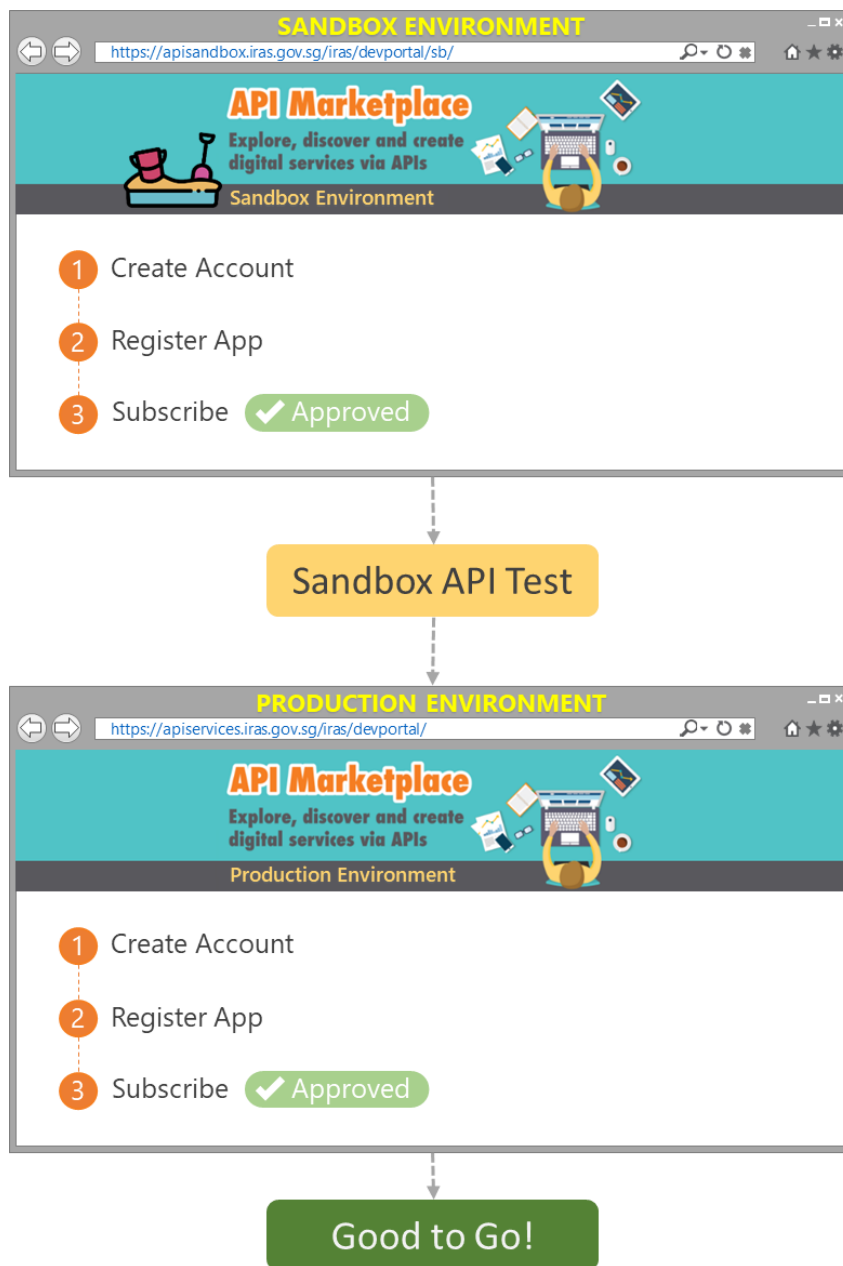 SANDBOX ENVIRONMENT
https://apisandbox.iras.gov.sg/iras/devportal/sb/
API Marketplace
Explore, discover and create
digital services via APIs
Sandbox Environment
1 Create Account
2 Register App
3 Subscribe Approved
Sandbox API Test
PRODUCTION ENVIRONMENT
https://apiservices.iras.gov.sg/iras/devportal/
API Marketplace
Explore, discover and create
digital services via APIs
Production Environment
1 Create Account
2 Register App
3 Subscribe Approved
Good to Go!